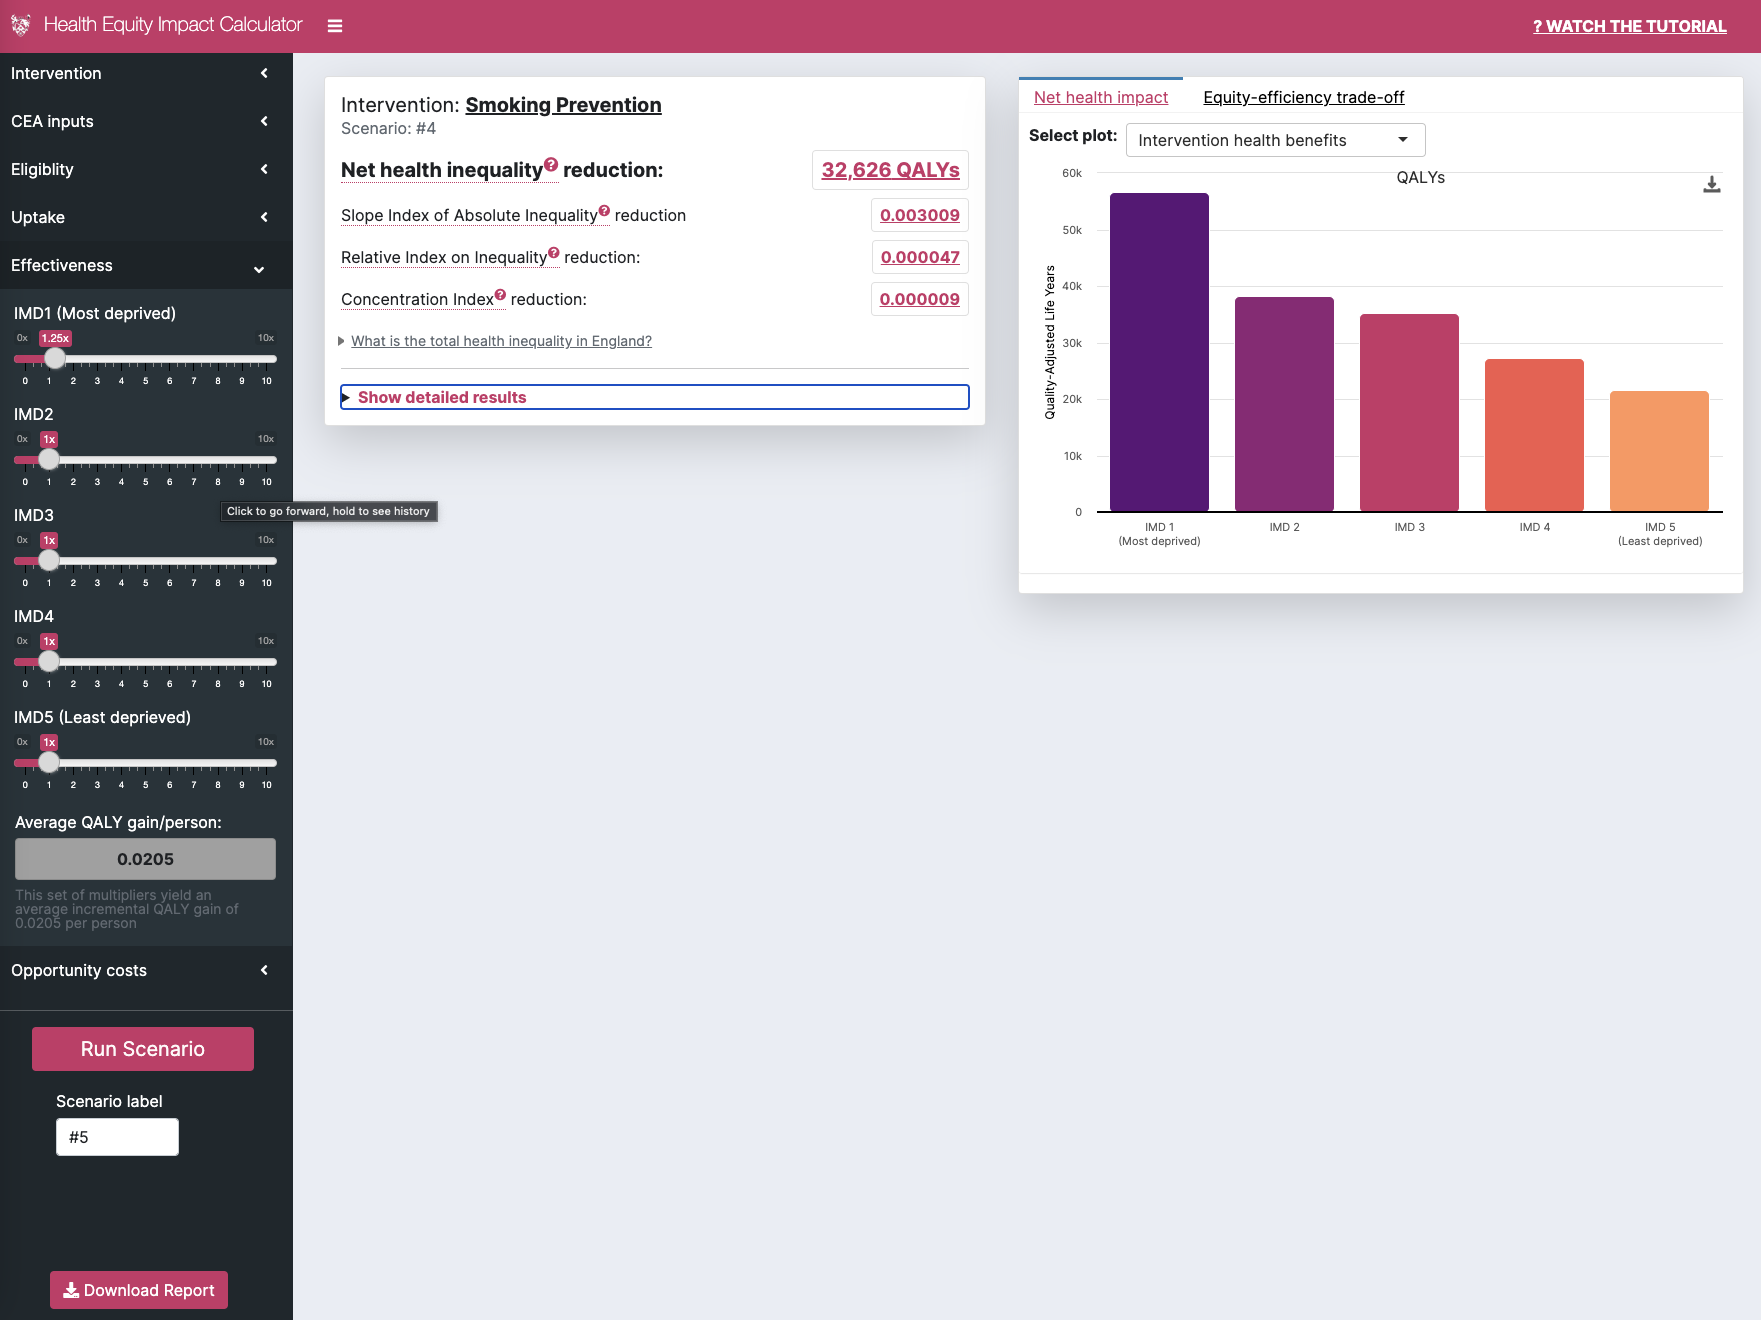 Health Equity Impact Calculator
? WATCH THE TUTORIAL
Intervention
CEA inputs
Eligiblity
Uptake
Effectiveness
IMD1 (Most deprived)
0x 1.25x 10x
0 1 2 3 4 5 6 7 8 9 10
IMD2
0x 1x 10x
0 1 2 3 4 5 6 7 8 9 10
IMD3
0x 1x 10x
0 1 2 3 4 5 6 7 8 9 10
IMD4
0x 1x 10x
0 1 2 3 4 5 6 7 8 9 10
IMD5 (Least deprieved)
0x 1x 10x
0 1 2 3 4 5 6 7 8 9 10
Average QALY gain/person:
0.0205
This set of multipliers yield an
average incremental QALY gain of
0.0205 per person
Opportunity costs
Run Scenario
Scenario label
#5
Download Report
Click to go forward, hold to see history
Intervention: Smoking Prevention
Scenario: #4
Net health inequality? reduction: 32,626 QALYs
Slope Index of Absolute Inequality? reduction 0.003009
Relative Index on Inequality? reduction: 0.000047
Concentration Index? reduction: 0.000009
What is the total health inequality in England?
Show detailed results
Net health impact Equity-efficiency trade-off
Select plot: Intervention health benefits
QALYs
Quality-Adjusted Life Years
60k
50k
40k
30k
20k
10k
0
IMD 1
(Most deprived)
IMD 2
IMD 3
IMD 4
IMD 5
(Least deprived)